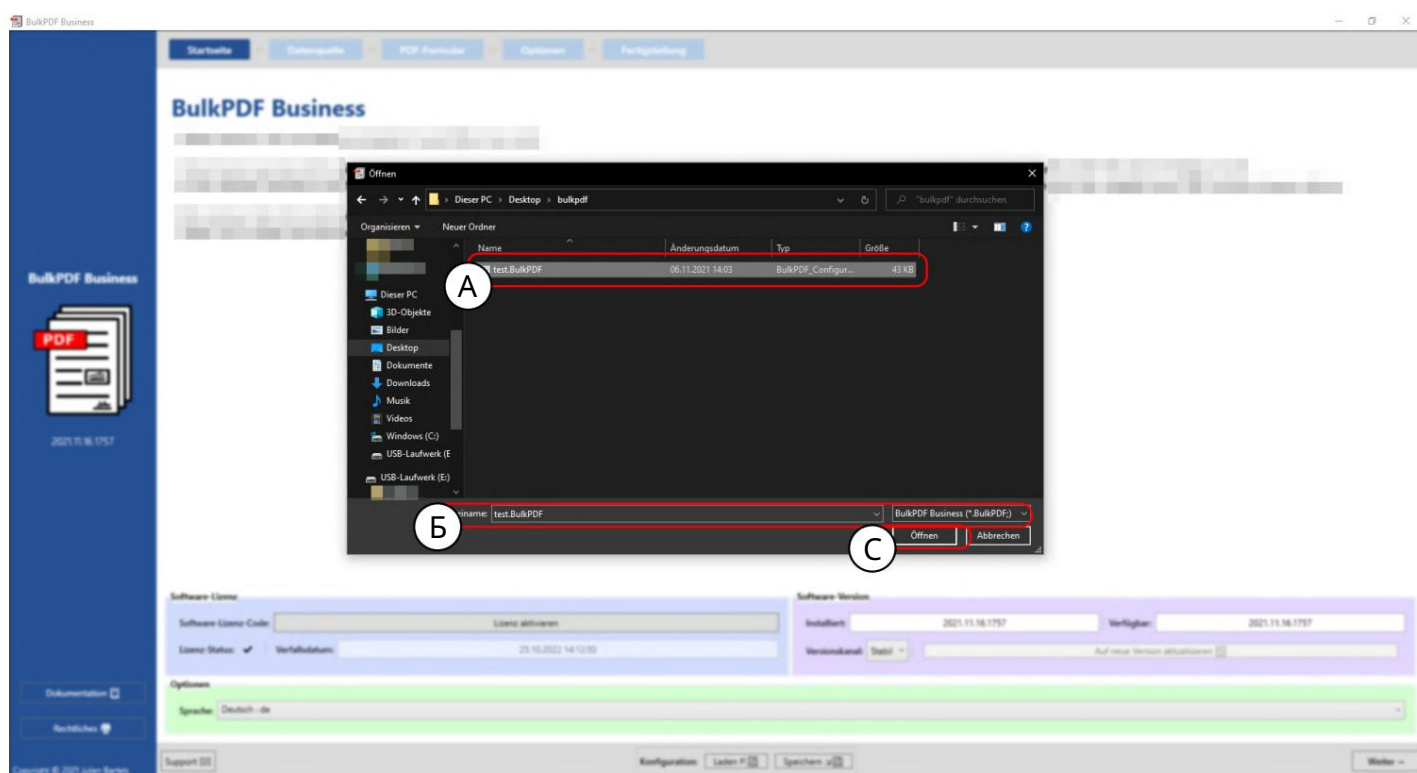 BulkPDF Business
Startseite Datenquelle PDF-Formular Optionen Fertigstellung
BulkPDF Business
Öffnen
Dieser PC › Desktop › bulkpdf
"bulkpdf" durchsuchen
Organisieren Neuer Ordner
Name Änderungsdatum Typ Größe
test.BulkPDF 06.11.2021 14:03 BulkPDF_Configur... 43 KB
А
Dieser PC
3D-Objekte
Bilder
Desktop
Dokumente
Downloads
Musik
Videos
Windows (C:)
USB-Laufwerk (E
USB-Laufwerk (E:)
Б
einame: test.BulkPDF BulkPDF Business (*.BulkPDF;)
С
Öffnen Abbrechen
BulkPDF Business
PDF
2021.11.16.1757
Dokumentation
Rechtliches
Copyright © 2021 Julien Bartels
Software-Lizenz
Software-Lizenz-Code: Lizenz aktivieren
Lizenz-Status: ✔ Verfallsdatum: 25.10.2022 14:12:50
Software-Version
Installiert: 2021.11.16.1757 Verfügbar: 2021.11.16.1757
Versionskanal: Stabil Auf neue Version aktualisieren
Optionen
Sprache: Deutsch - de
Support Konfiguration: Laden Speichern Weiter